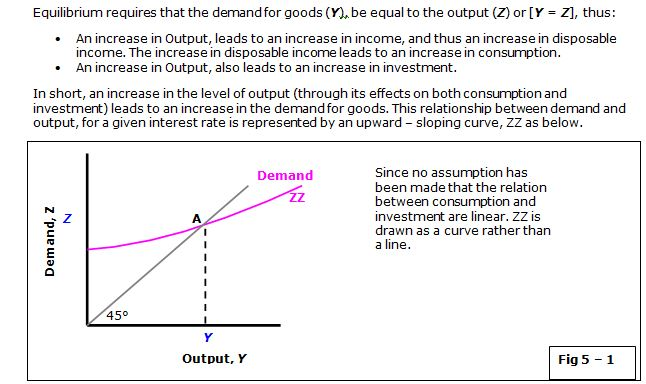 Equilibrium requires that the demand for goods (Y), be equal to the output (Z) or [Y = Z], thus:
• An increase in Output, leads to an increase in income, and thus an increase in disposable
income. The increase in disposable income leads to an increase in consumption.
• An increase in Output, also leads to an increase in investment.
In short, an increase in the level of output (through its effects on both consumption and
investment) leads to an increase in the demand for goods. This relationship between demand and
output, for a given interest rate is represented by an upward – sloping curve, ZZ as below.
Demand
ZZ
Since no assumption has
been made that the relation
between consumption and
investment are linear. ZZ is
drawn as a curve rather than
a line.
Demand, Z
Z
A
45º
Y
Output, Y
Fig 5 – 1